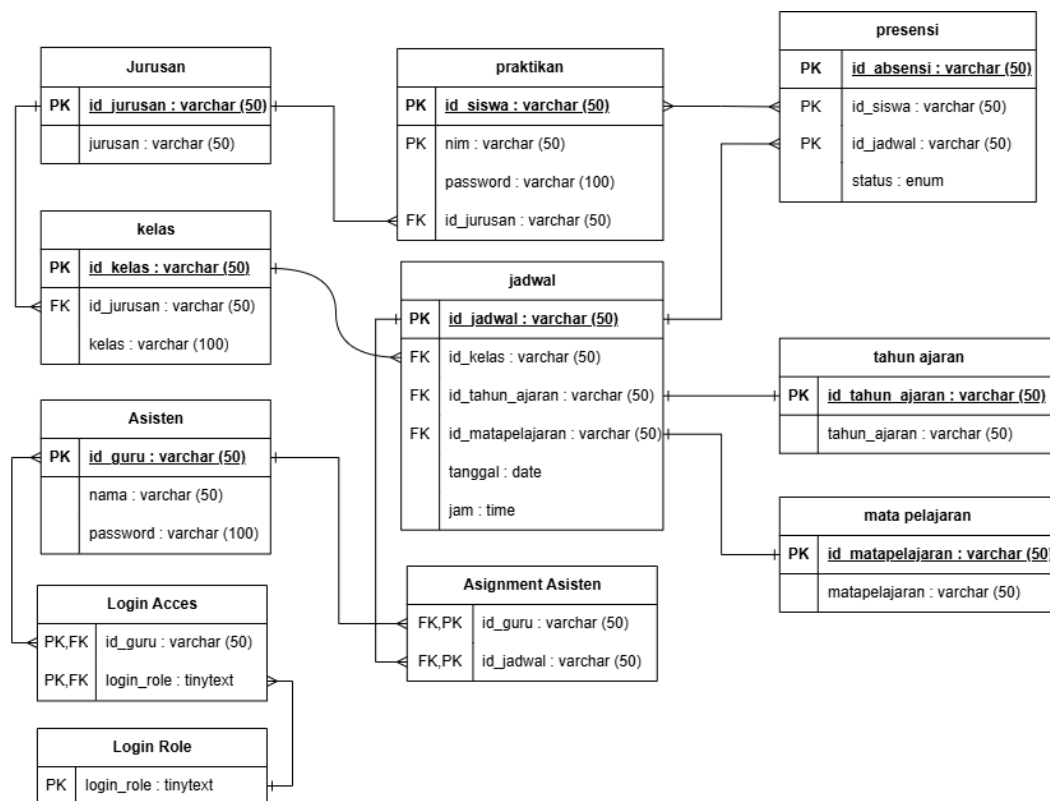 Jurusan
PK id_jurusan : varchar (50)
jurusan : varchar (50)
kelas
PK id_kelas : varchar (50)
FK id_jurusan : varchar (50)
kelas : varchar (100)
Asisten
PK id_guru : varchar (50)
nama : varchar (50)
password : varchar (100)
Login Acces
PK,FK id_guru : varchar (50)
PK,FK login_role : tinytext
Login Role
PK login_role : tinytext
praktikan
PK id_siswa : varchar (50)
PK nim : varchar (50)
password : varchar (100)
FK id_jurusan : varchar (50)
jadwal
PK id_jadwal : varchar (50)
FK id_kelas : varchar (50)
FK id_tahun_ajaran : varchar (50)
FK id_matapelajaran : varchar (50)
tanggal : date
jam : time
Asignment Asisten
FK,PK id_guru : varchar (50)
FK,PK id_jadwal : varchar (50)
presensi
PK id_absensi : varchar (50)
PK id_siswa : varchar (50)
PK id_jadwal : varchar (50)
status : enum
tahun ajaran
PK id_tahun_ajaran : varchar (50)
tahun_ajaran : varchar (50)
mata pelajaran
PK id_matapelajaran : varchar (50)
matapelajaran : varchar (50)